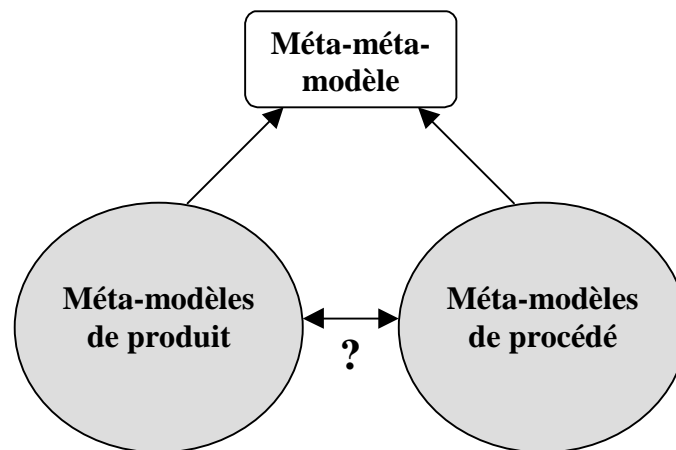 Méta-méta-
modèle
Méta-modèles
de produit
Méta-modèles
de procédé
?